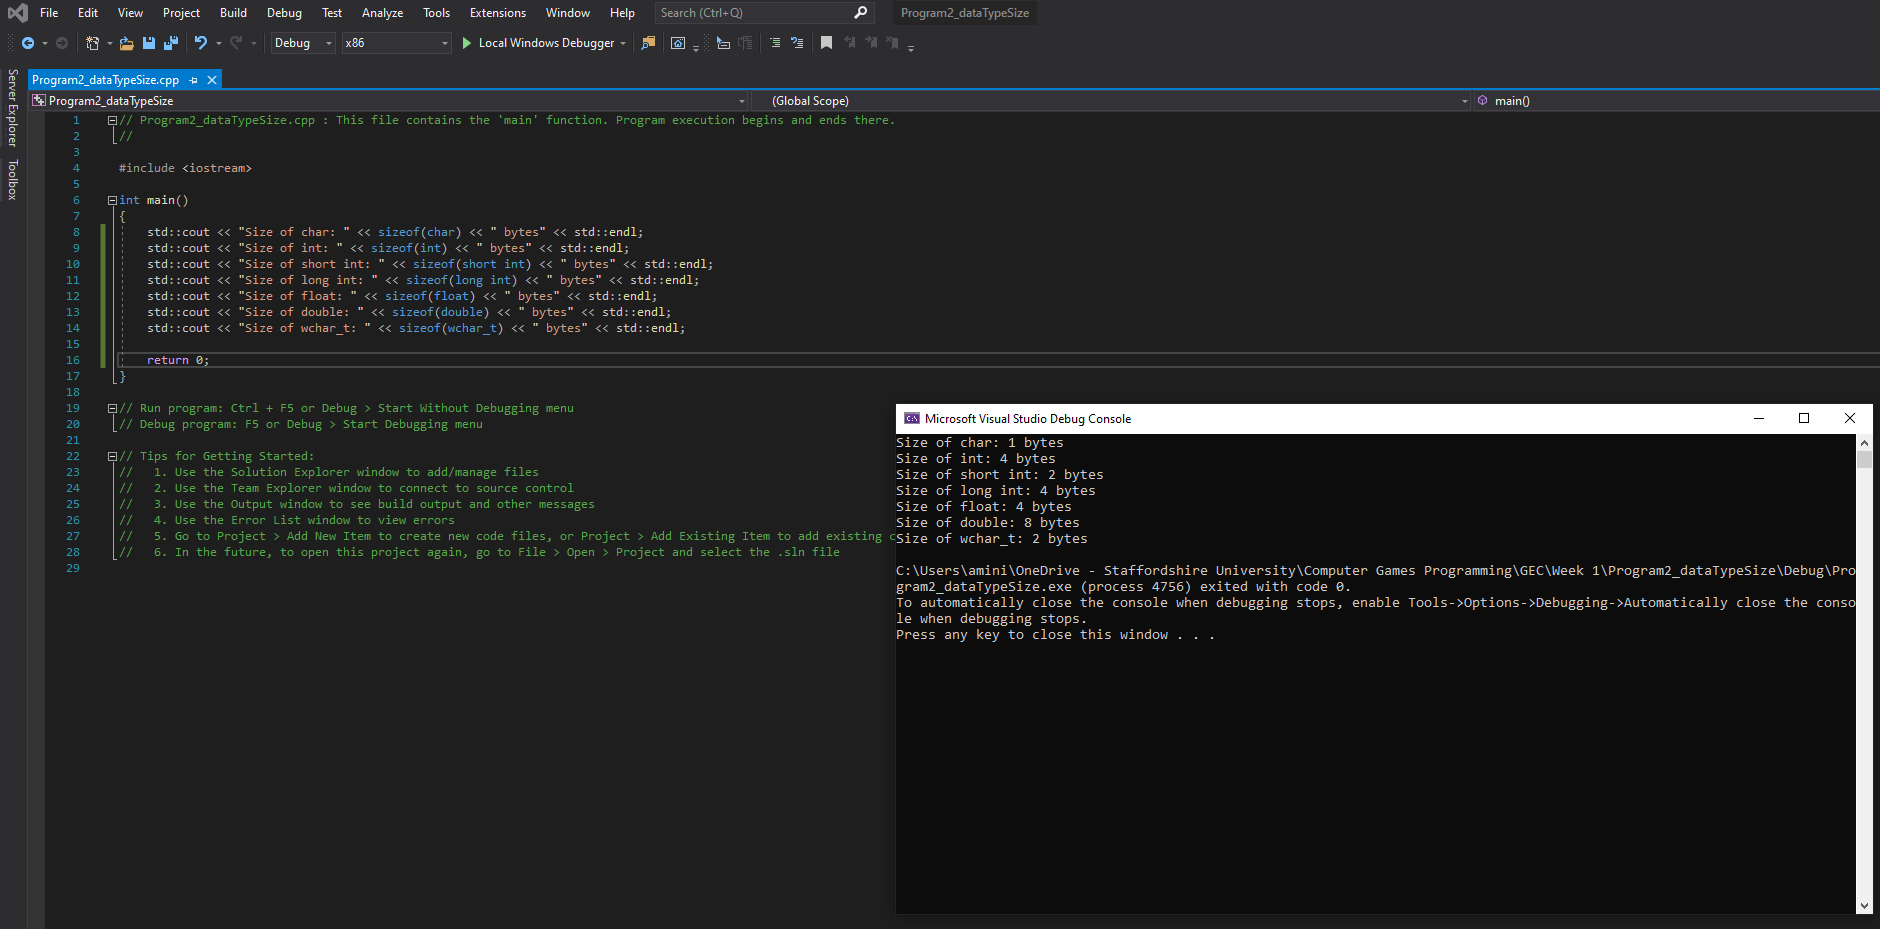 File Edit View Project Build Debug Test Analyze Tools Extensions Window Help Search (Ctrl+Q) Program2_dataTypeSize
Debug x86 Local Windows Debugger
Server Explorer
Toolbox
Program2_dataTypeSize.cpp
Program2_dataTypeSize (Global Scope) main()
1 // Program2_dataTypeSize.cpp : This file contains the 'main' function. Program execution begins and ends there.
2 //
3
4 #include <iostream>
5
6 int main()
7 {
8 std::cout << "Size of char: " << sizeof(char) << " bytes" << std::endl;
9 std::cout << "Size of int: " << sizeof(int) << " bytes" << std::endl;
10 std::cout << "Size of short int: " << sizeof(short int) << " bytes" << std::endl;
11 std::cout << "Size of long int: " << sizeof(long int) << " bytes" << std::endl;
12 std::cout << "Size of float: " << sizeof(float) << " bytes" << std::endl;
13 std::cout << "Size of double: " << sizeof(double) << " bytes" << std::endl;
14 std::cout << "Size of wchar_t: " << sizeof(wchar_t) << " bytes" << std::endl;
15
16 return 0;
17 }
18
19 // Run program: Ctrl + F5 or Debug > Start Without Debugging menu
20 // Debug program: F5 or Debug > Start Debugging menu
21
22 // Tips for Getting Started:
23 // 1. Use the Solution Explorer window to add/manage files
24 // 2. Use the Team Explorer window to connect to source control
25 // 3. Use the Output window to see build output and other messages
26 // 4. Use the Error List window to view errors
27 // 5. Go to Project > Add New Item to create new code files, or Project > Add Existing Item to add existing c
28 // 6. In the future, to open this project again, go to File > Open > Project and select the .sln file
29
Microsoft Visual Studio Debug Console
Size of char: 1 bytes
Size of int: 4 bytes
Size of short int: 2 bytes
Size of long int: 4 bytes
Size of float: 4 bytes
Size of double: 8 bytes
Size of wchar_t: 2 bytes
C:\Users\amini\OneDrive - Staffordshire University\Computer Games Programming\GEC\Week 1\Program2_dataTypeSize\Debug\Pro
gram2_dataTypeSize.exe (process 4756) exited with code 0.
To automatically close the console when debugging stops, enable Tools->Options->Debugging->Automatically close the conso
le when debugging stops.
Press any key to close this window . . .